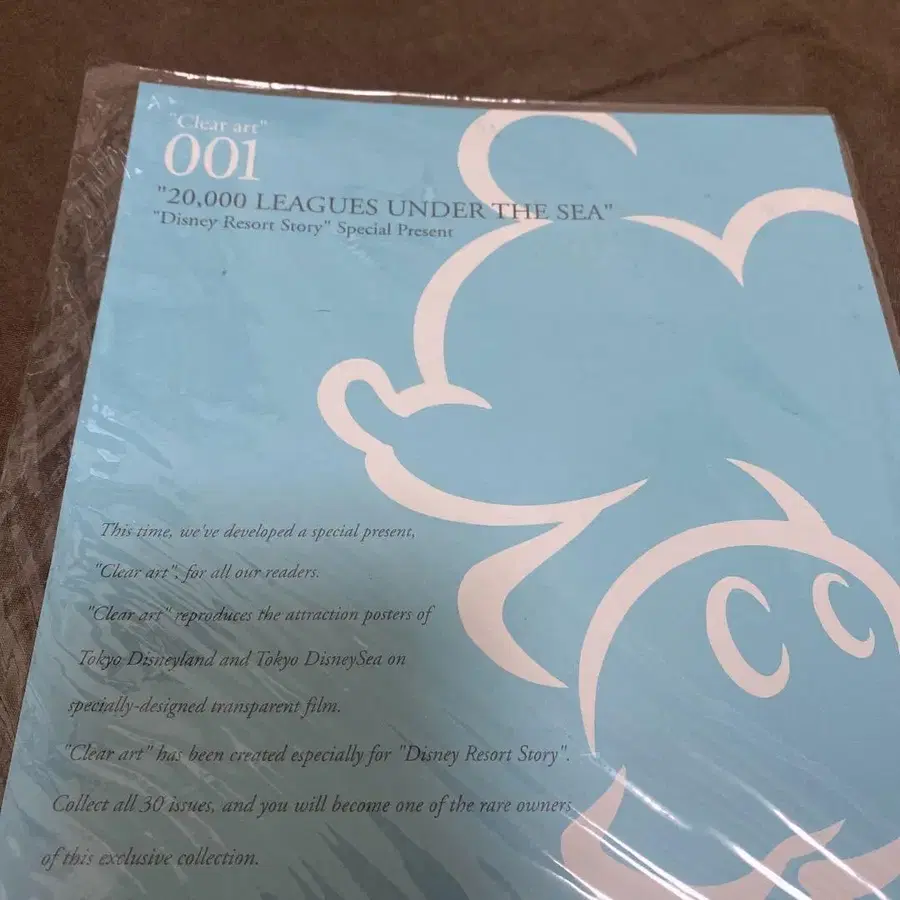 "Clear art"
001
"20,000 LEAGUES UNDER THE SEA"
"Disney Resort Story" Special Present
This time, we've developed a special present,
"Clear art", for all our readers.
"Clear art" reproduces the attraction posters of
Tokyo Disneyland and Tokyo DisneySea on
specially-designed transparent film.
"Clear art" has been created especially for "Disney Resort Story".
Collect all 30 issues, and you will become one of the rare owners
of this exclusive collection.